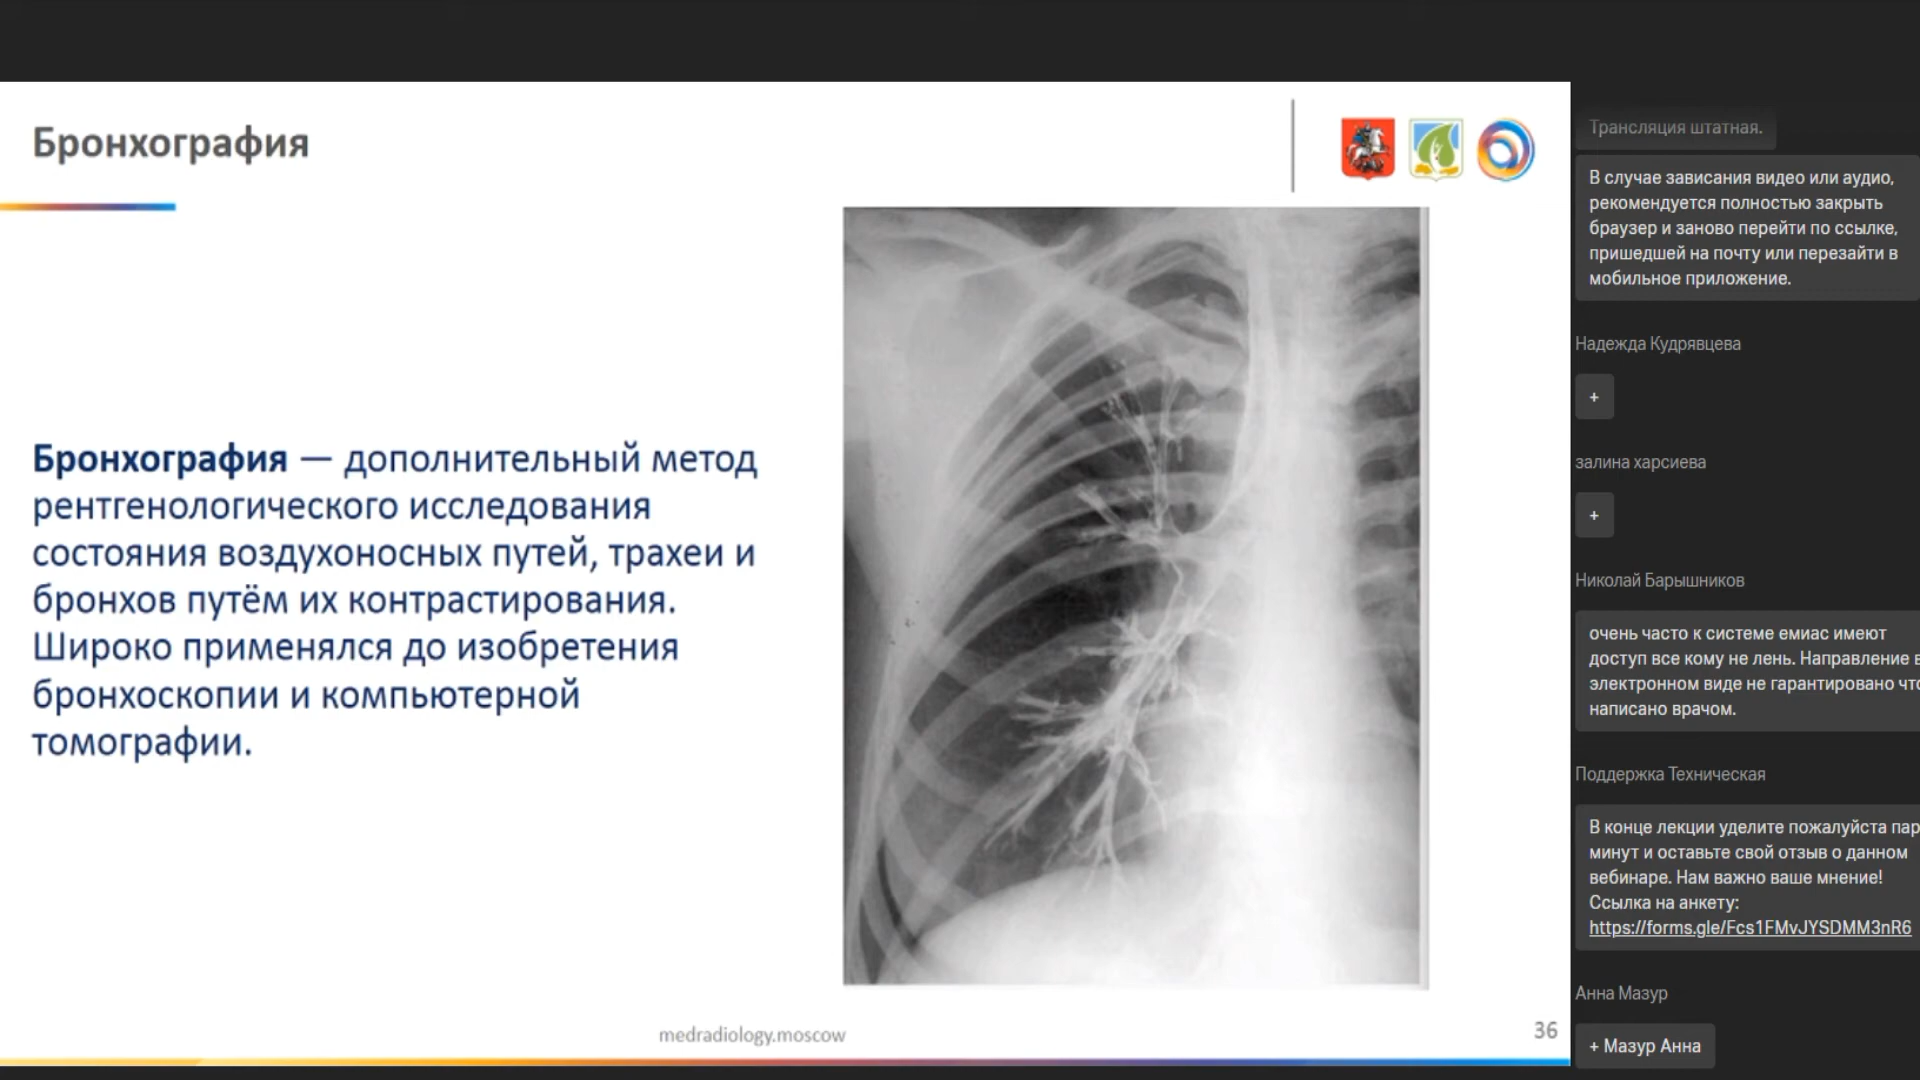 Бронхография
Бронхография — дополнительный метод
рентгенологического исследования
состояния воздухоносных путей, трахеи и
бронхов путём их контрастирования.
Широко применялся до изобретения
бронхоскопии и компьютерной
томографии.
medradiology.moscow
36
Трансляция штатная.
В случае зависания видео или аудио,
рекомендуется полностью закрыть
браузер и заново перейти по ссылке,
пришедшей на почту или перезайти в
мобильное приложение.
Надежда Кудрявцева
+
залина харсиева
+
Николай Барышников
очень часто к системе емиас имеют
доступ все кому не лень. Направление в
электронном виде не гарантировано что
написано врачом.
Поддержка Техническая
В конце лекции уделите пожалуйста пар
минут и оставьте свой отзыв о данном
вебинаре. Нам важно ваше мнение!
Ссылка на анкету:
https://forms.gle/Fcs1FMvJYSDMM3nR6
Анна Мазур
+ Мазур Анна